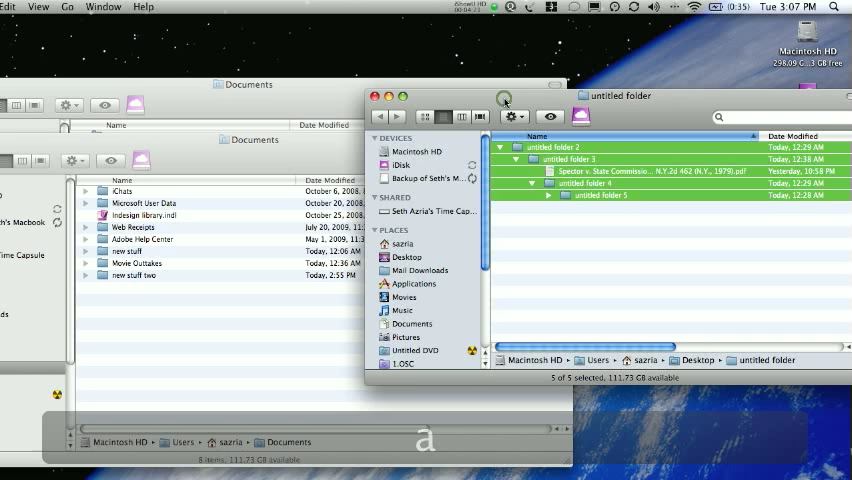 Edit View Go Window Help
(0:35) Tue 3:07 PM
Macintosh HD
298.09 G...3 GB free
Documents
Name Date Modified
Documents
Name Date Modified
iChats October 6, 2008,
Microsoft User Data October 20, 2008,
Indesign library.indl October 25, 2008,
Web Receipts July 20, 2009, 11:
Adobe Help Center May 1, 2009, 11:3
new stuff Today, 12:06 AM
Movie Outtakes Today, 12:36 AM
new stuff two Today, 2:55 PM
th's Macbook
ime Capsule
Macintosh HD Users sazria Documents
8 items, 111.73 GB available
untitled folder
DEVICES
Macintosh HD
iDisk
Backup of Seth's M...
SHARED
Seth Azria's Time Cap...
PLACES
sazria
Desktop
Mail Downloads
Applications
Movies
Music
Documents
Pictures
Untitled DVD
1.OSC
Name Date Modified
untitled folder 2 Today, 12:29 AM
untitled folder 3 Today, 12:38 AM
Spector v. State Commissio... N.Y.2d 462 (N.Y., 1979).pdf Yesterday, 10:58 PM
untitled folder 4 Today, 12:29 AM
untitled folder 5 Today, 12:28 AM
Macintosh HD Users sazria Desktop untitled folder
5 of 5 selected, 111.73 GB available
a